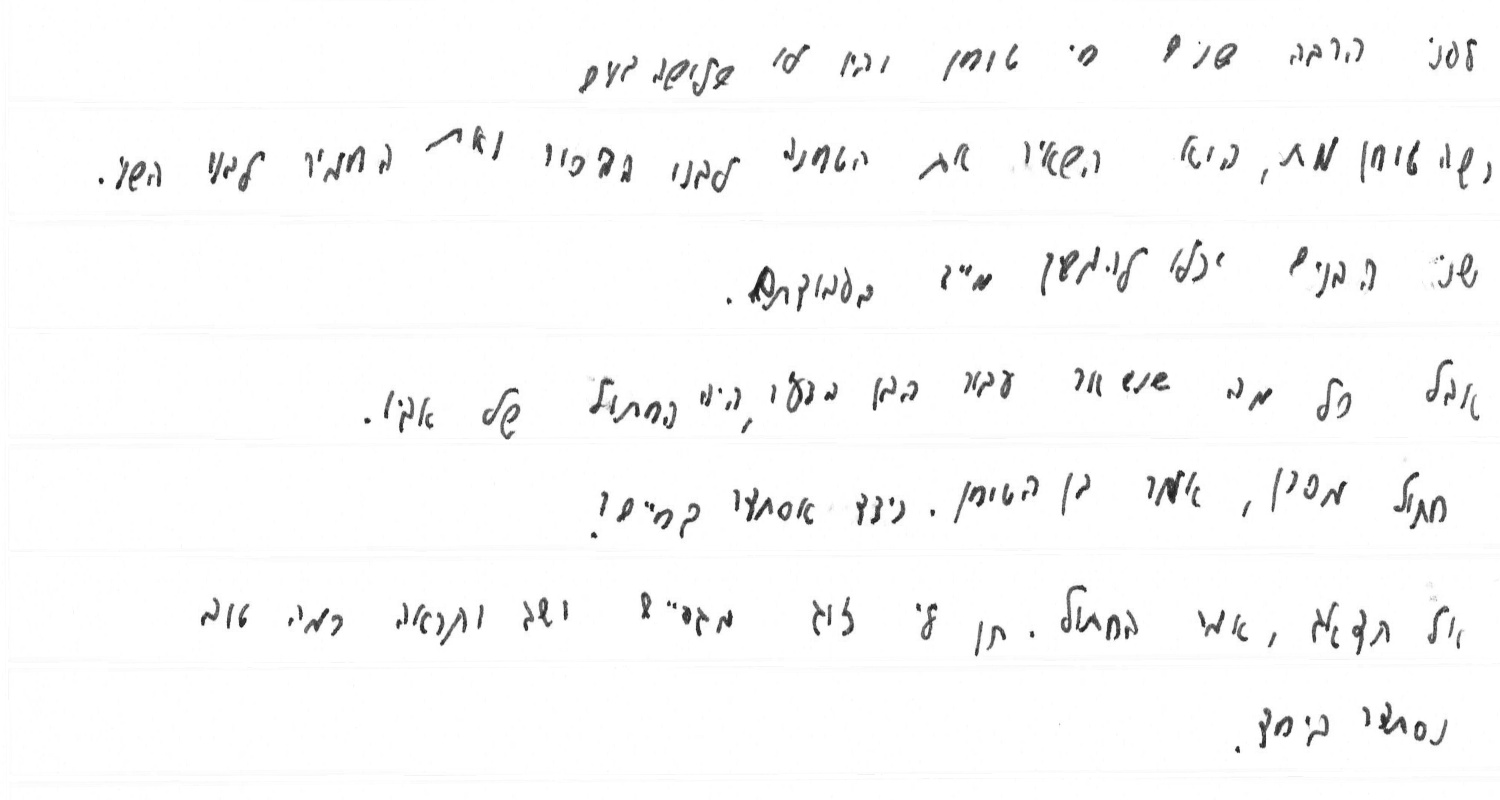 לפני הרבה שנים חי טוחן והיו לו שלושה בנים
כשה טוחן מת, הוא השאיר את הטחנה לבנו הבכור ואת החמור לבנו השני.
שני הבנים יכלו להמשיך מייד בעבודתם.
אבל כל מה שנשאר עבור הבן הצעיר, היה החתול של אביו.
חתול מסכן, אמר בן הטוחן. כיצד אסתדר בחיים?
אל תדאג, אמר החתול. תן לי זוג מגפיים ושק ותראה כמה טוב
נסתדר ביחד.